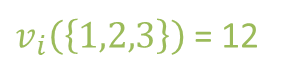 vᵢ({1,2,3}) = 12